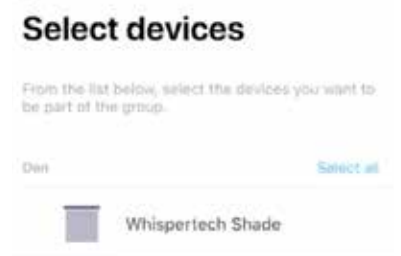 Select devices
From the list below, select the devices you want to
be part of the group.
Den
Select all
Whispertech Shade